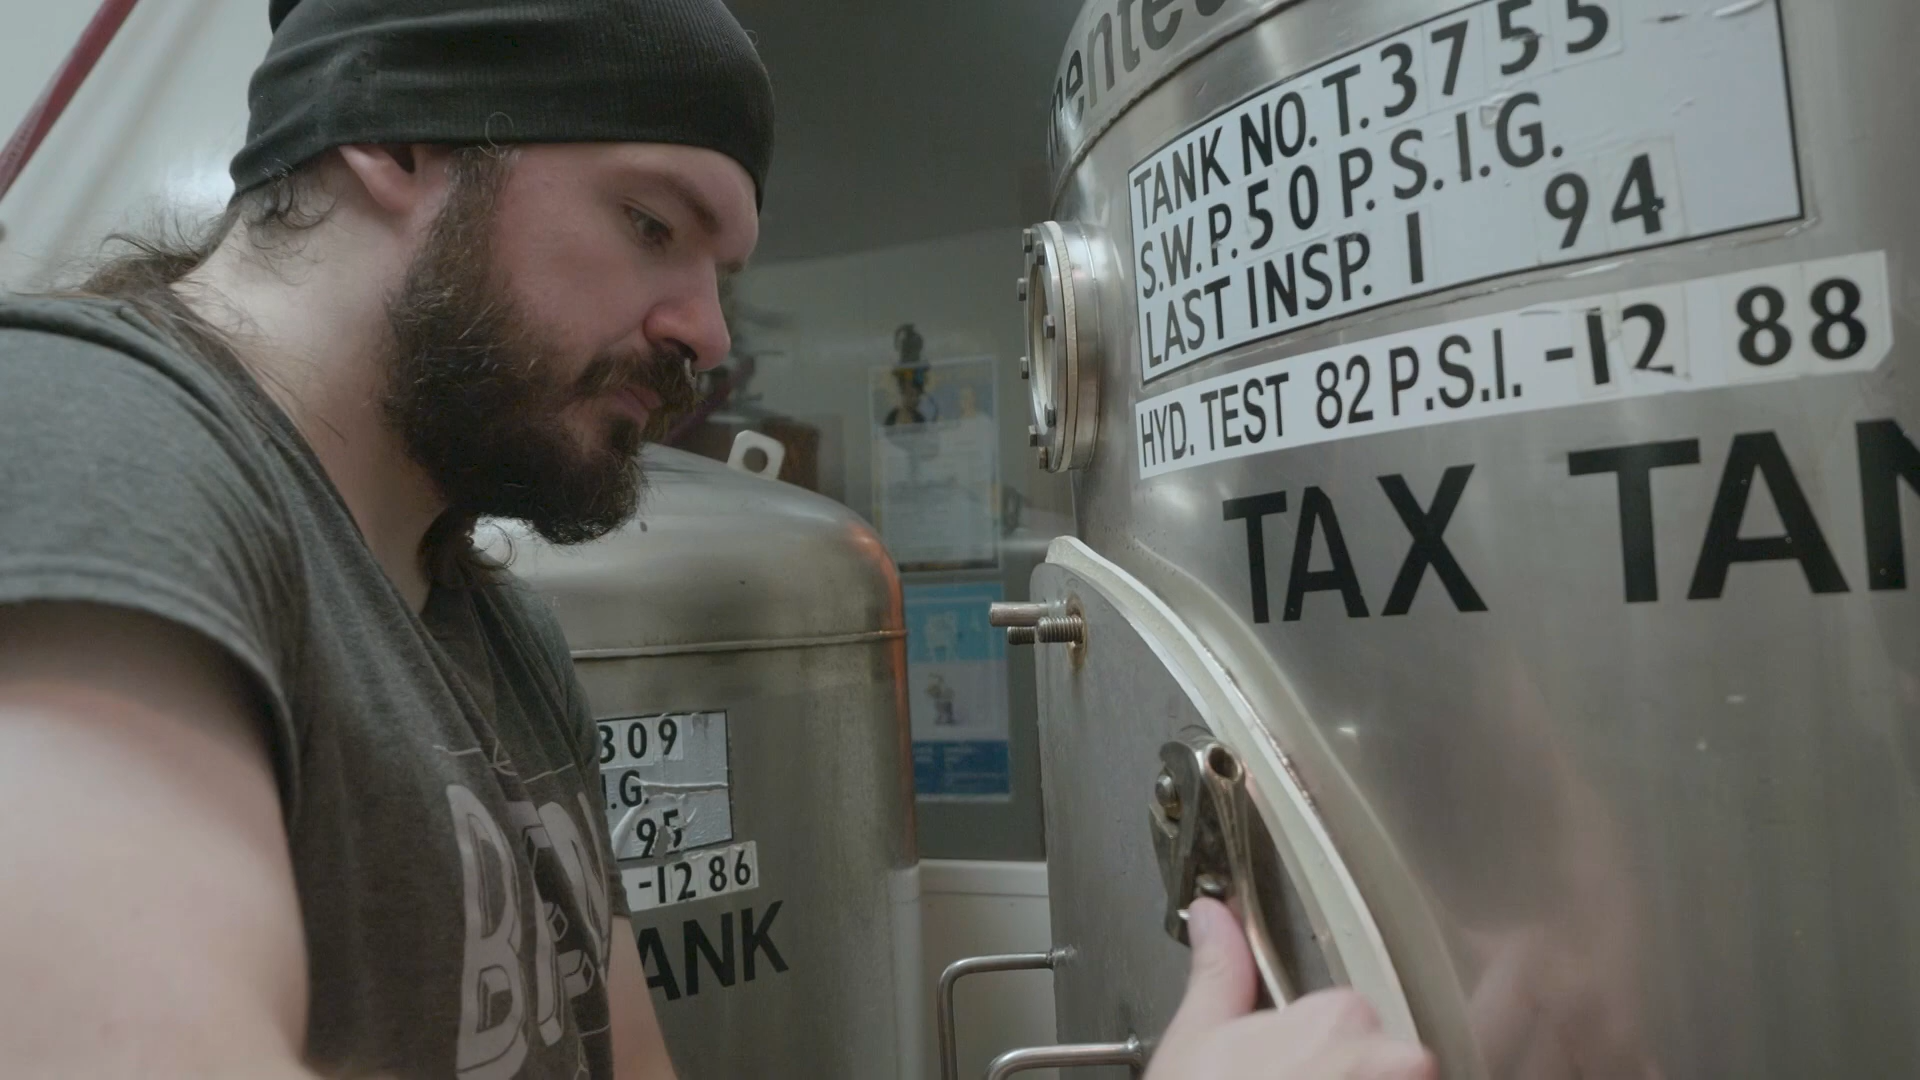 TANK NO. T. 3755
S.W.P. 50 P.S.I.G.
LAST INSP. 1 94
HYD. TEST 82 P.S.I. -12 88
TAX TAN
309
I.G.
95
-12 86
ANK